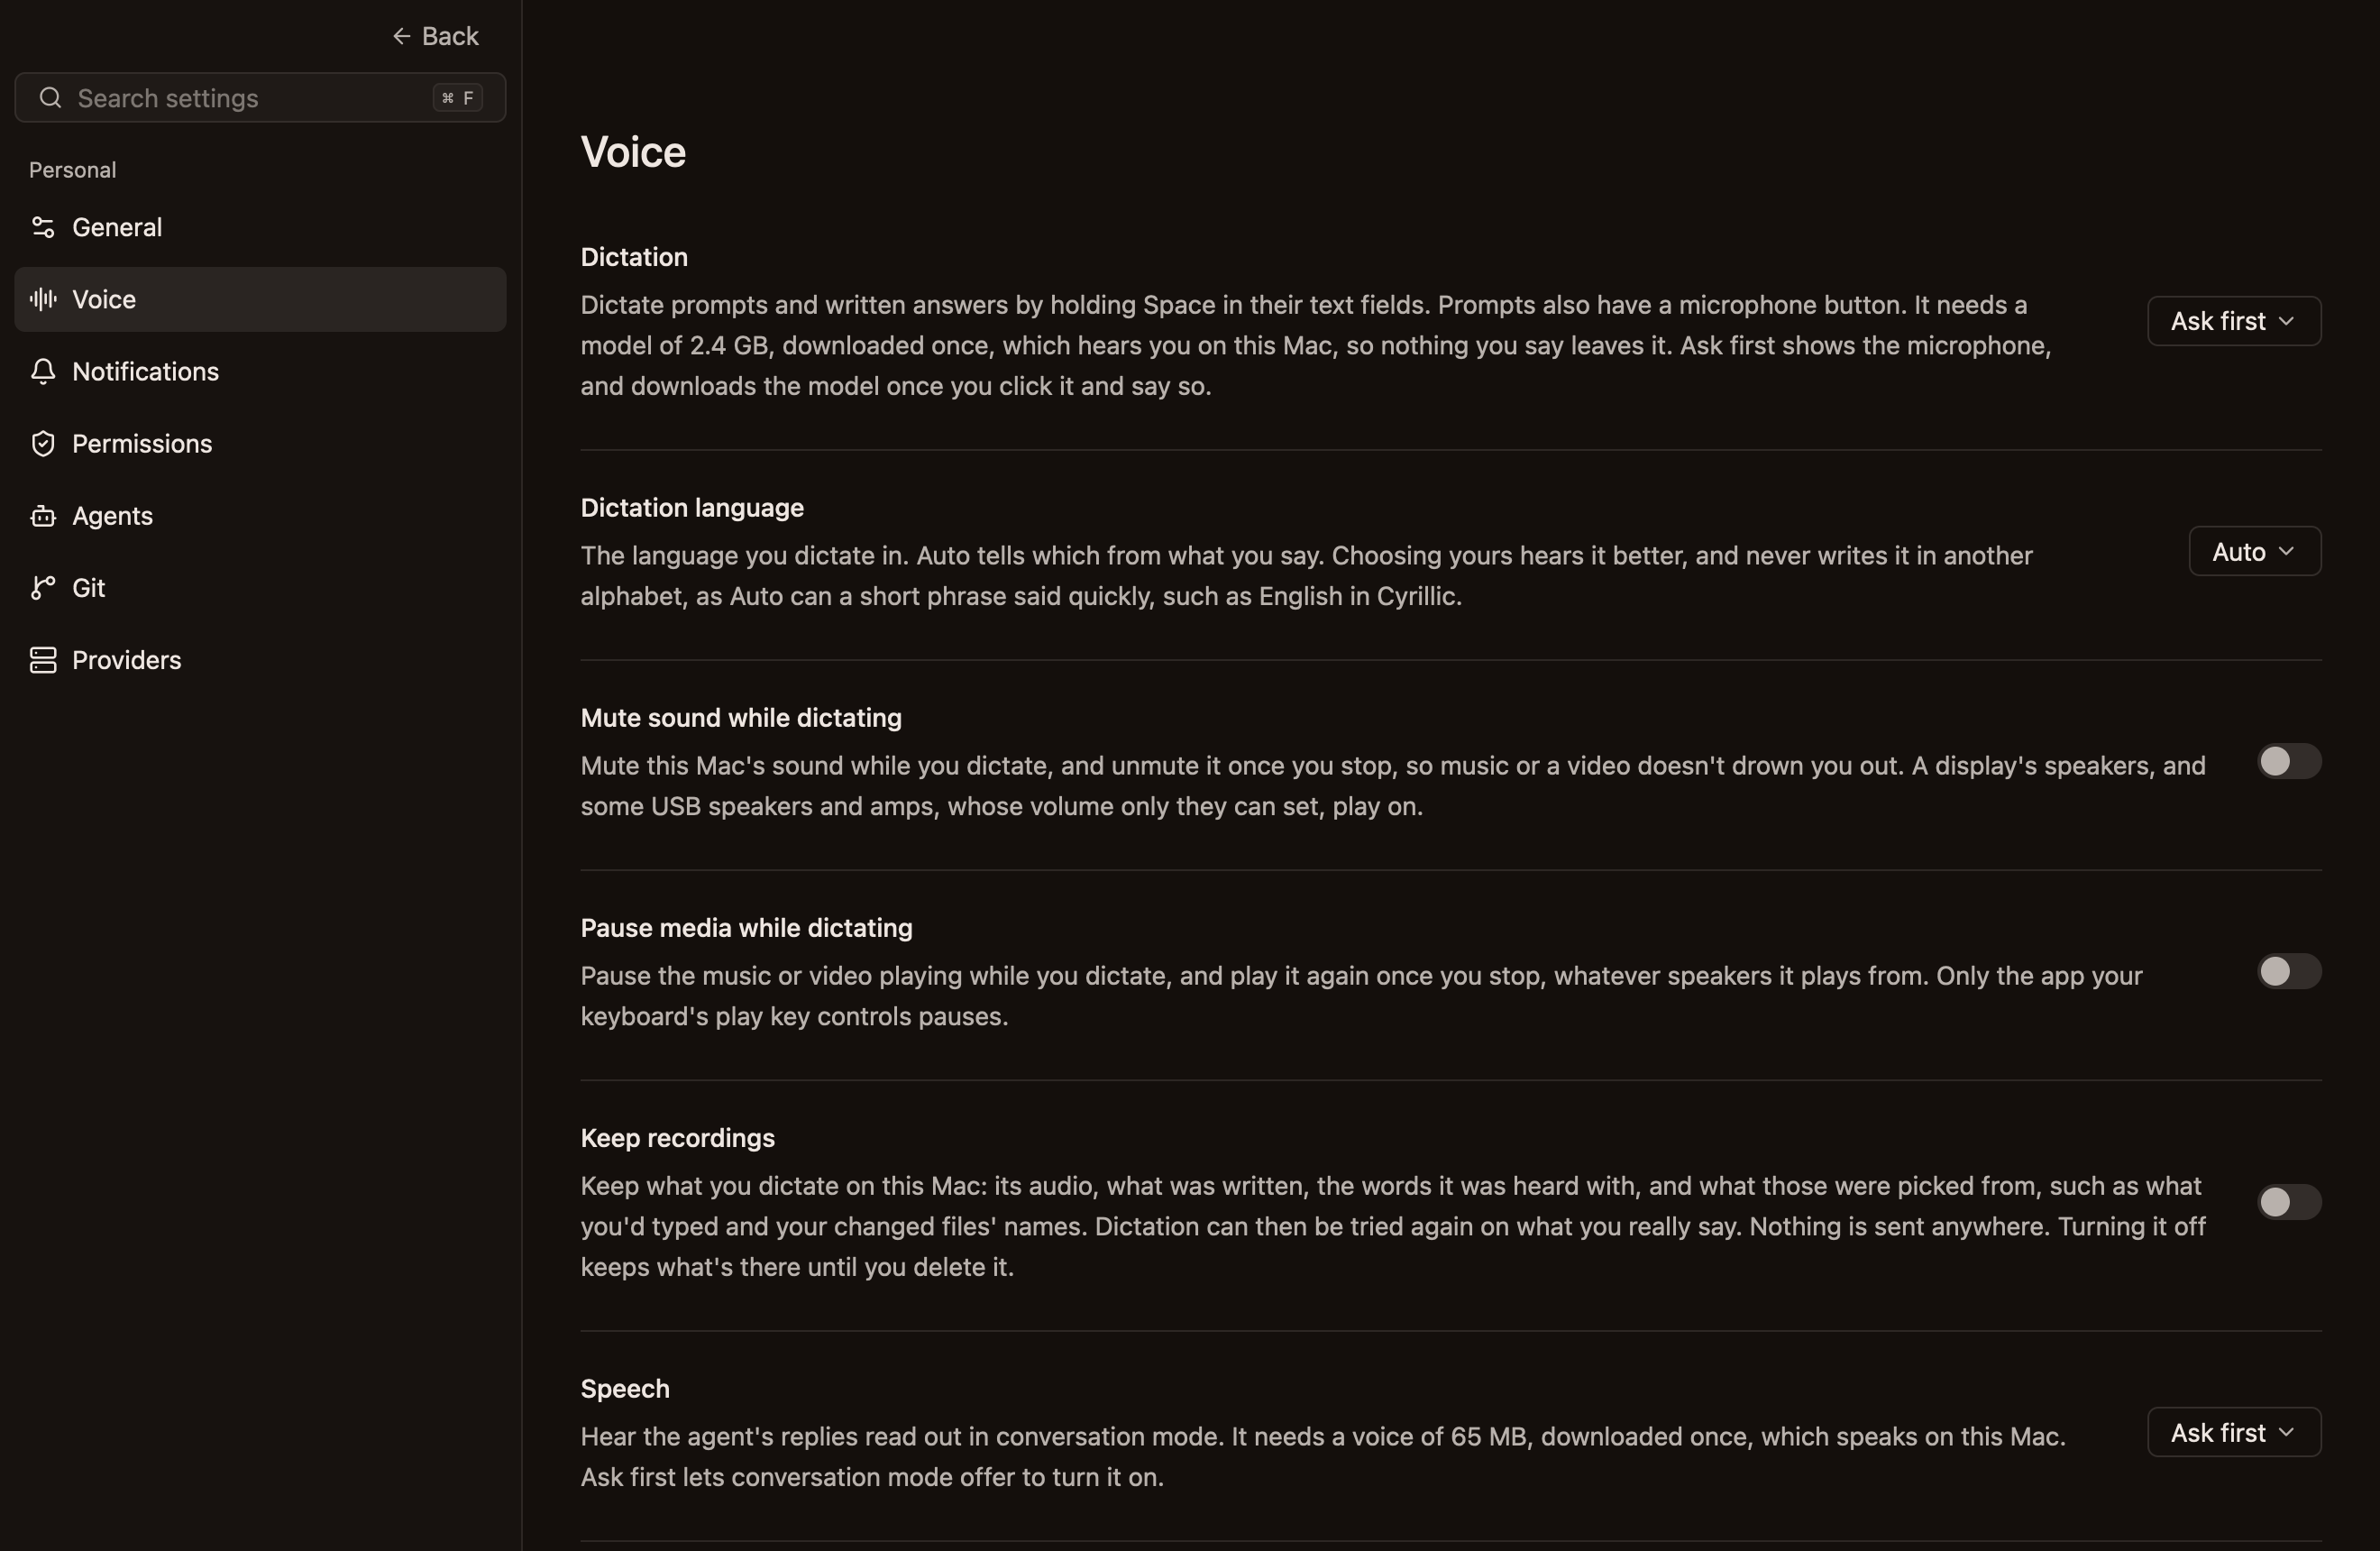 Back
Search settings
⌘ F
Personal
General
Voice
Notifications
Permissions
Agents
Git
Providers
Voice
Dictation
Dictate prompts and written answers by holding Space in their text fields. Prompts also have a microphone button. It needs a
model of 2.4 GB, downloaded once, which hears you on this Mac, so nothing you say leaves it. Ask first shows the microphone,
and downloads the model once you click it and say so.
Ask first
Dictation language
The language you dictate in. Auto tells which from what you say. Choosing yours hears it better, and never writes it in another
alphabet, as Auto can a short phrase said quickly, such as English in Cyrillic.
Auto
Mute sound while dictating
Mute this Mac's sound while you dictate, and unmute it once you stop, so music or a video doesn't drown you out. A display's speakers, and
some USB speakers and amps, whose volume only they can set, play on.
Pause media while dictating
Pause the music or video playing while you dictate, and play it again once you stop, whatever speakers it plays from. Only the app your
keyboard's play key controls pauses.
Keep recordings
Keep what you dictate on this Mac: its audio, what was written, the words it was heard with, and what those were picked from, such as what
you'd typed and your changed files' names. Dictation can then be tried again on what you really say. Nothing is sent anywhere. Turning it off
keeps what's there until you delete it.
Speech
Hear the agent's replies read out in conversation mode. It needs a voice of 65 MB, downloaded once, which speaks on this Mac.
Ask first lets conversation mode offer to turn it on.
Ask first